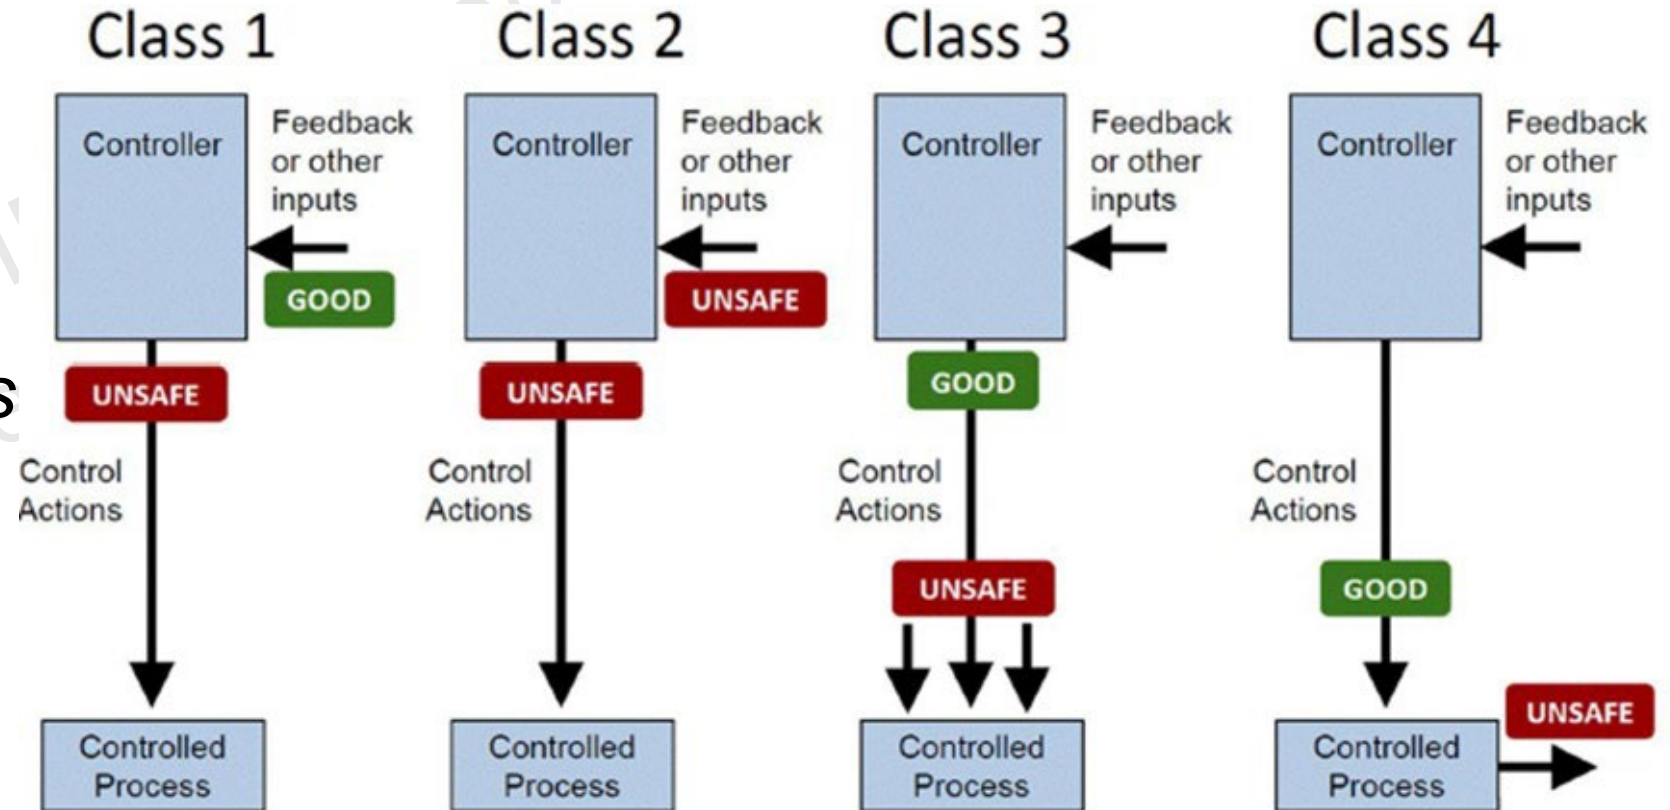 Class 1
Class 2
Class 3
Class 4
Controller
Feedback
or other
inputs
GOOD
UNSAFE
Control
Actions
Controlled
Process
Controller
Feedback
or other
inputs
UNSAFE
UNSAFE
Control
Actions
Controlled
Process
Controller
Feedback
or other
inputs
GOOD
Control
Actions
UNSAFE
Controlled
Process
Controller
Feedback
or other
inputs
Control
Actions
GOOD
UNSAFE
Controlled
Process
s